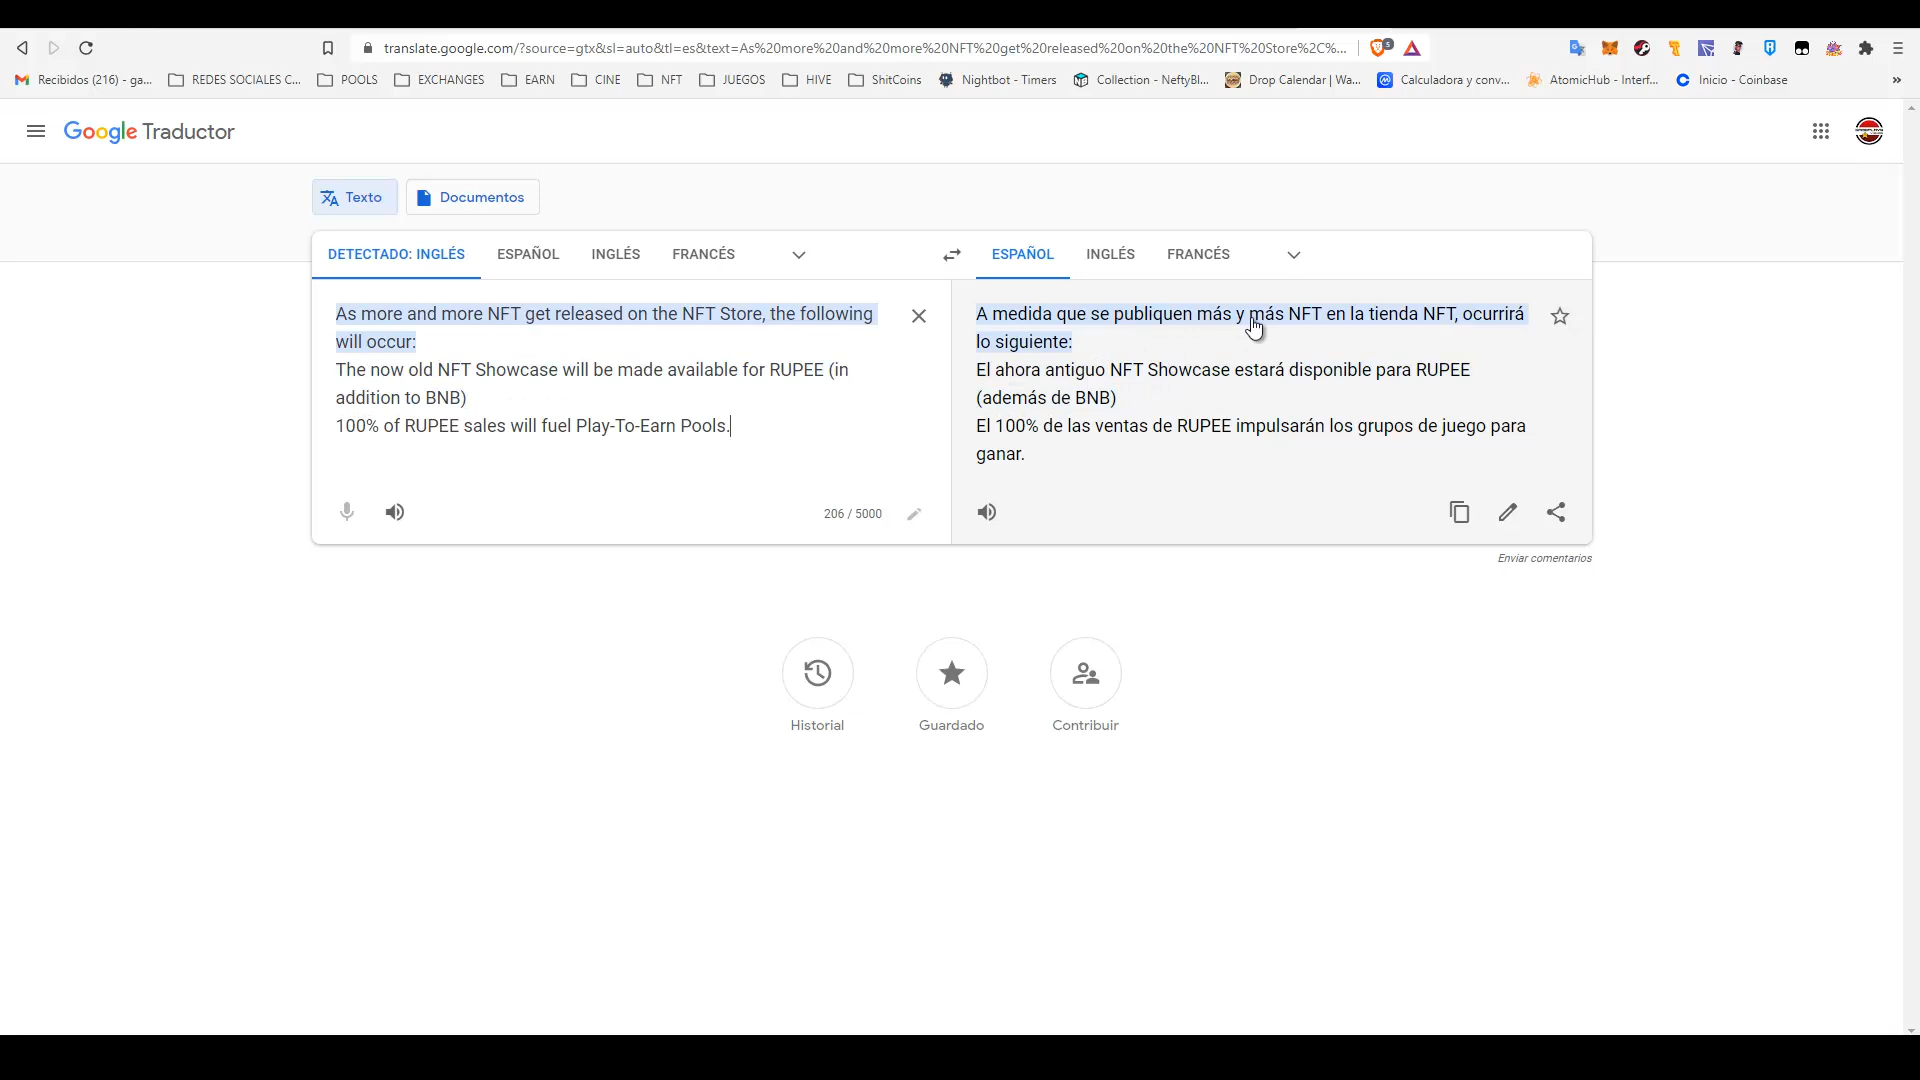 translate.google.com/?source=gtx&sl=auto&tl=es&text=As%20more%20and%20more%20NFT%20get%20released%20on%20the%20NFT%20Store%2C%...
5
Recibidos (216) - ga...
REDES SOCIALES C...
POOLS
EXCHANGES
EARN
CINE
NFT
JUEGOS
HIVE
ShitCoins
Nightbot - Timers
Collection - NeftyBl...
Drop Calendar | Wa...
Calculadora y conv...
AtomicHub - Interf...
Inicio - Coinbase
»
Google Traductor
Texto
Documentos
DETECTADO: INGLÉS
ESPAÑOL
INGLÉS
FRANCÉS
ESPAÑOL
INGLÉS
FRANCÉS
As more and more NFT get released on the NFT Store, the following
will occur:
The now old NFT Showcase will be made available for RUPEE (in
addition to BNB)
100% of RUPEE sales will fuel Play-To-Earn Pools.
206 / 5000
A medida que se publiquen más y más NFT en la tienda NFT, ocurrirá
lo siguiente:
El ahora antiguo NFT Showcase estará disponible para RUPEE
(además de BNB)
El 100% de las ventas de RUPEE impulsarán los grupos de juego para
ganar.
Enviar comentarios
Historial
Guardado
Contribuir